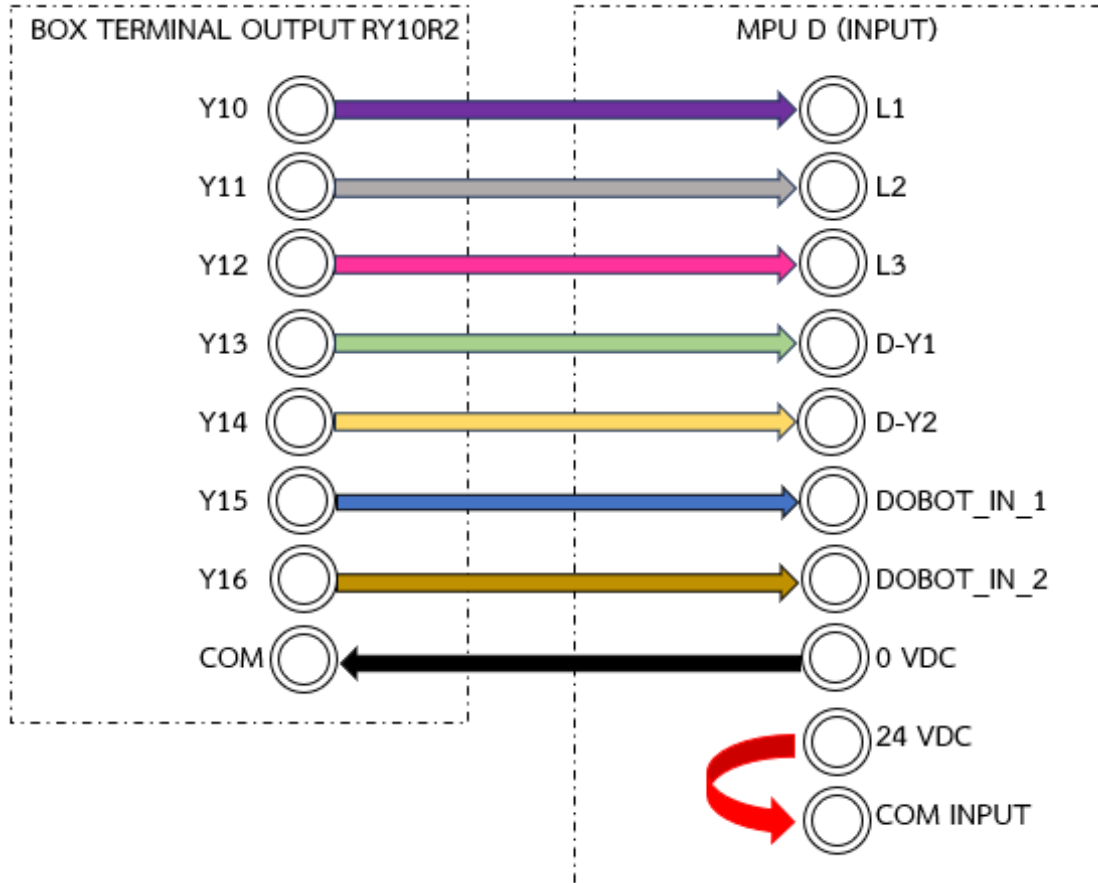 BOX TERMINAL OUTPUT RY10R2
MPU D (INPUT)
Y10
L1
Y11
L2
Y12
L3
Y13
D-Y1
Y14
D-Y2
Y15
DOBOT_IN_1
Y16
DOBOT_IN_2
COM
0 VDC
24 VDC
COM INPUT